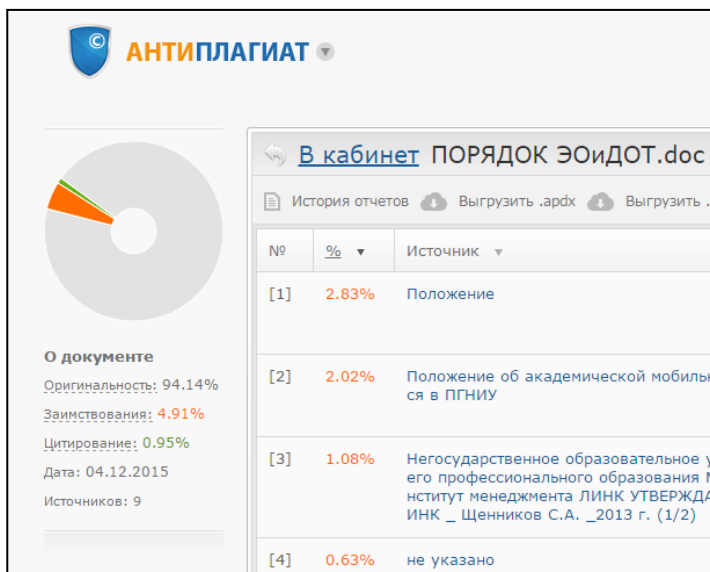 ©
АНТИПЛАГИАТ
В кабинет ПОРЯДОК ЭОиДОТ.doc
История отчетов Выгрузить .apdx Выгрузить .
№ % Источник
[1] 2.83% Положение
[2] 2.02% Положение об академической
ся в ПГНИУ
[3] 1.08% Негосударственное образовательное
его профессионального образования
нститут менеджмента ЛИНК
ИНК _ Щенников С.А. _2013 г. (1/2)
[4] 0.63% не указано
О документе
Оригинальность: 94.14%
Заимствования: 4.91%
Цитирование: 0.95%
Дата: 04.12.2015
Источников: 9